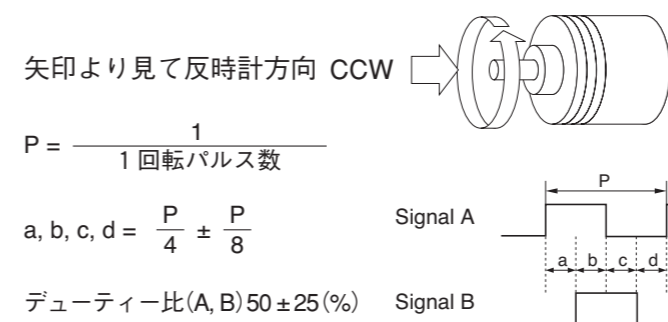 矢印より見て反時計方向 CCW
P = 1
1回転パルス数
P
a, b, c, d = P/4 ± P/8
Signal A
a b c d
デューティー比(A, B)50±25(%)
Signal B